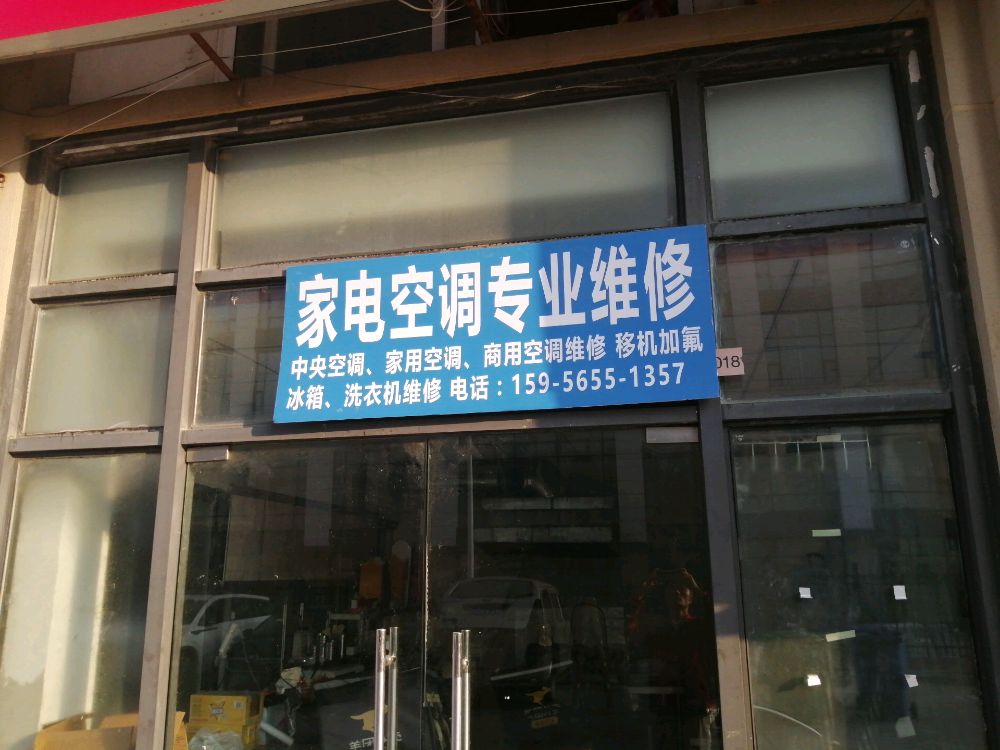 家电空调专业维修
中央空调、家用空调、商用空调维修 移机加氟
冰箱、洗衣机维修 电话：159-5655-1357
018